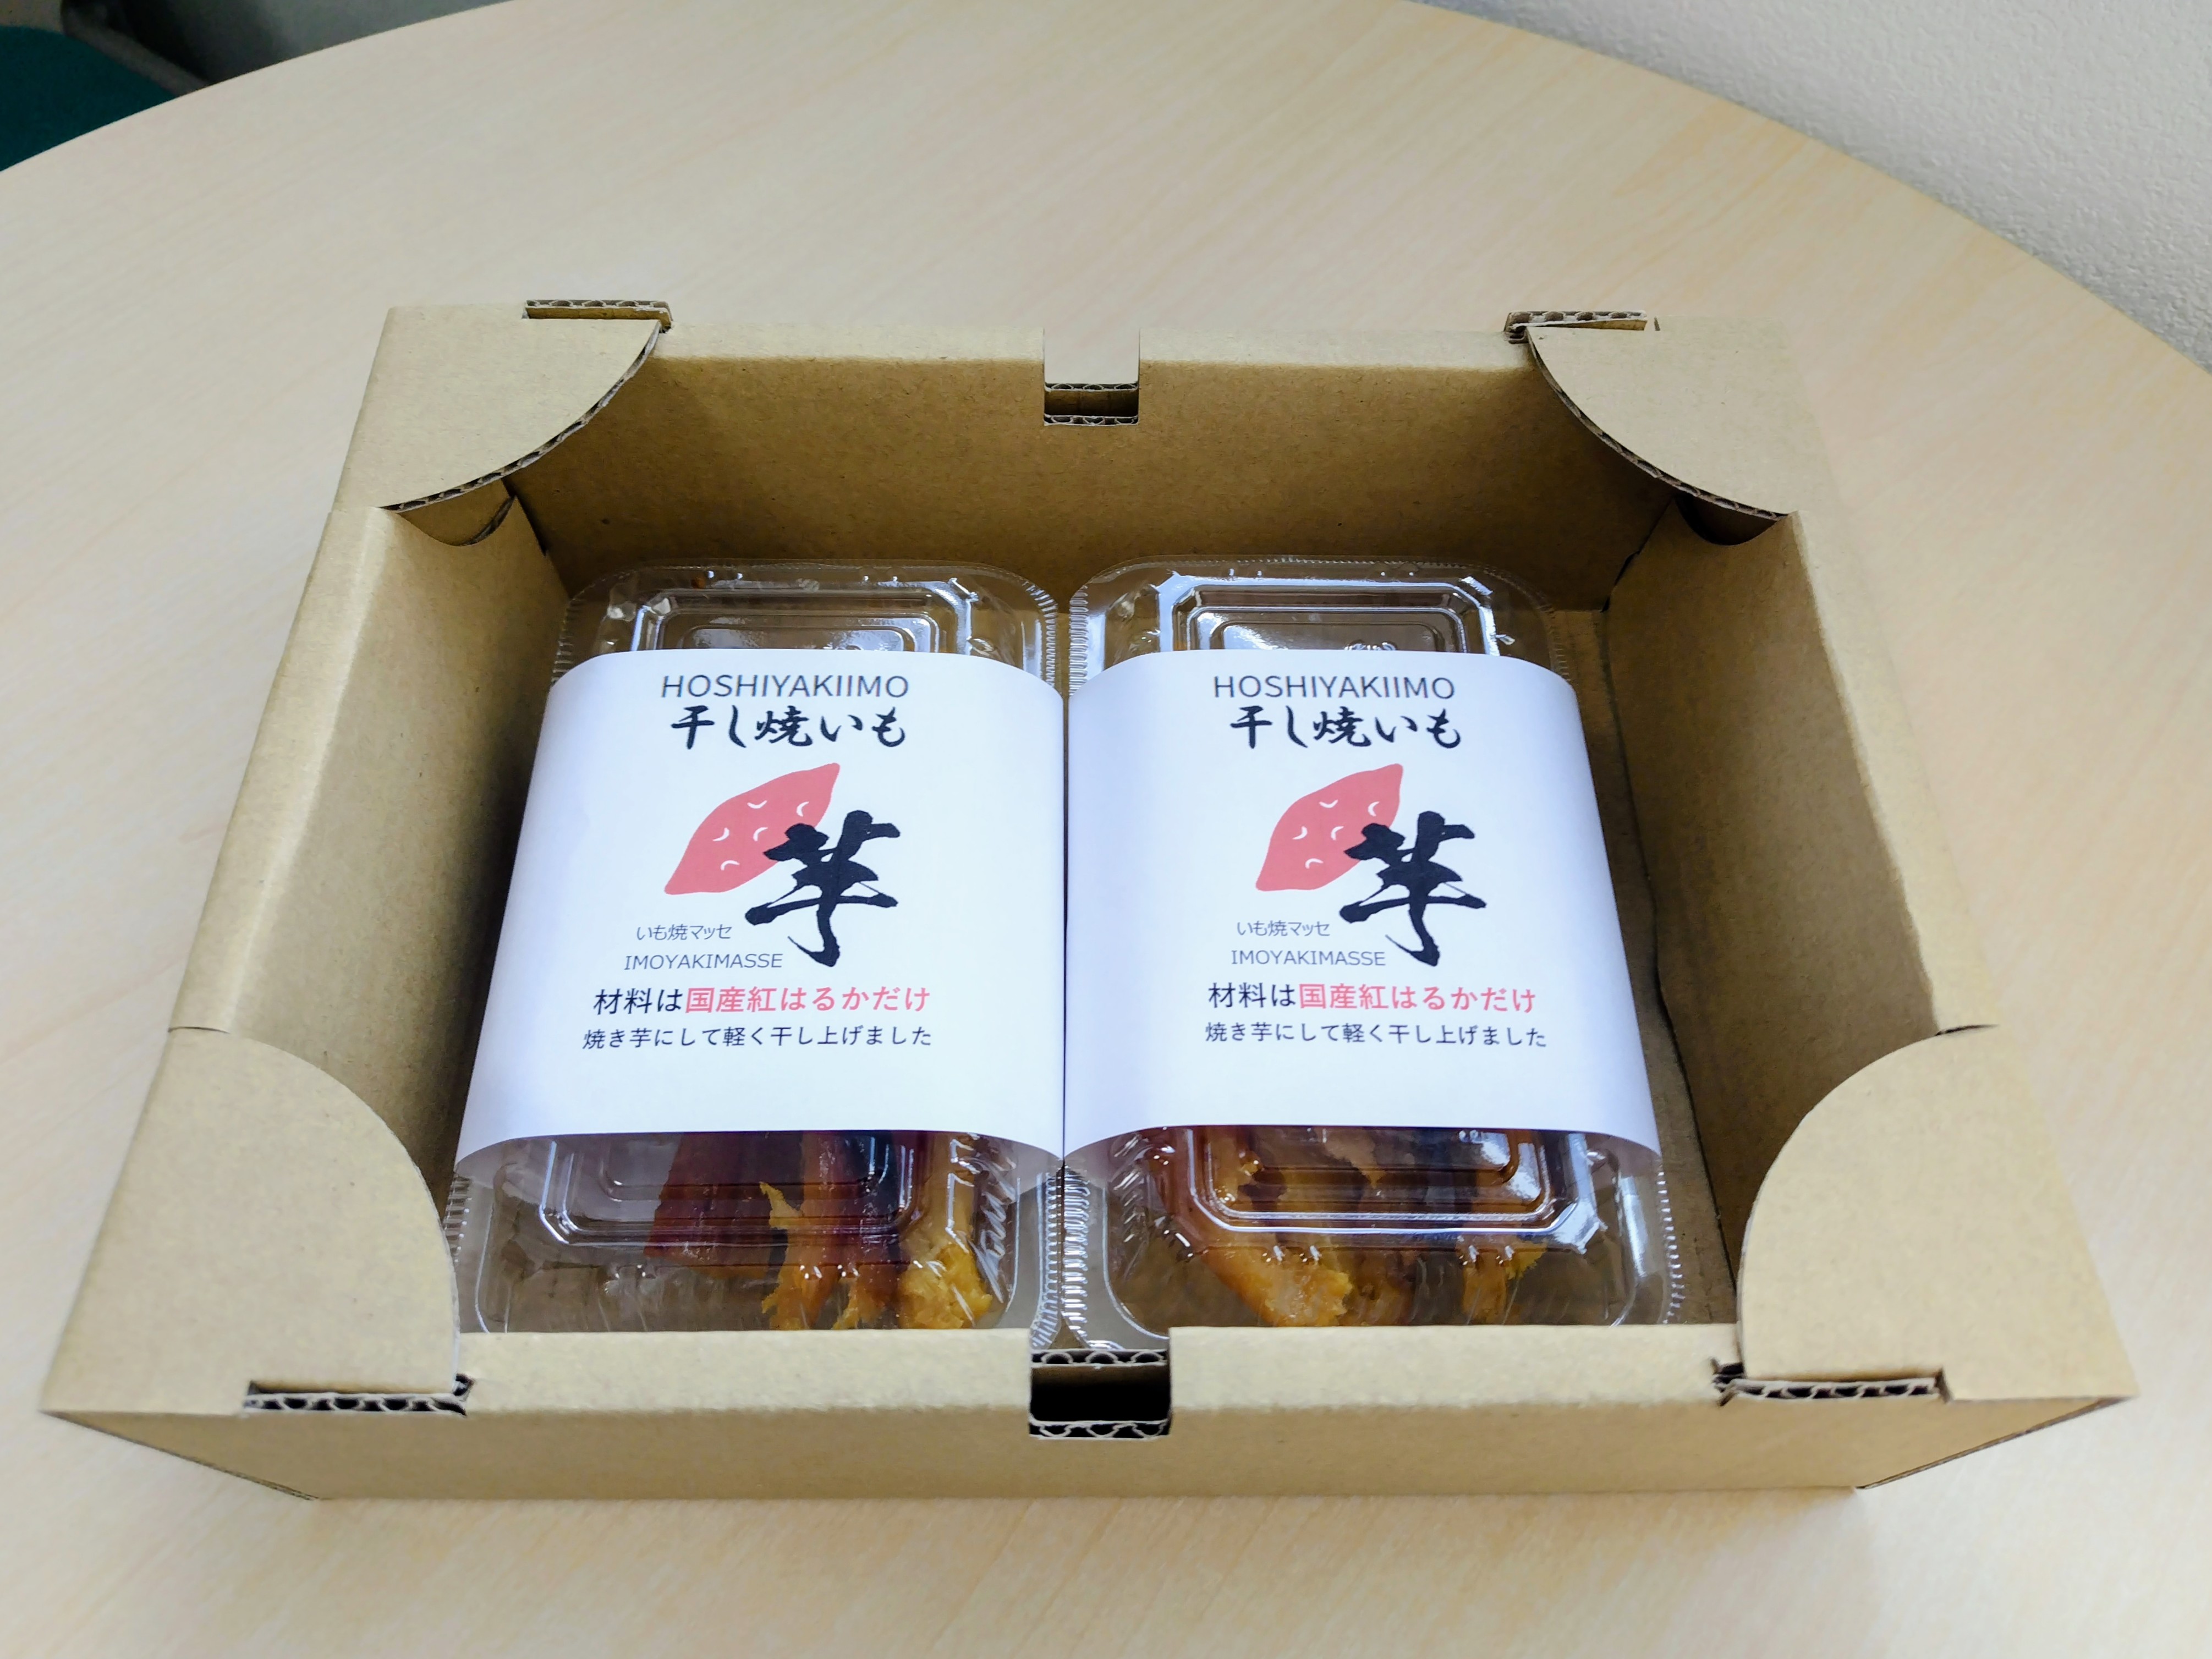 HOSHIYAKIIMO
干し焼いも
芋
いも焼マッセ
IMOYAKIMASSE
材料は国産紅はるかだけ
焼き芋にして軽く干し上げました
HOSHIYAKIIMO
干し焼いも
芋
いも焼マッセ
IMOYAKIMASSE
材料は国産紅はるかだけ
焼き芋にして軽く干し上げました